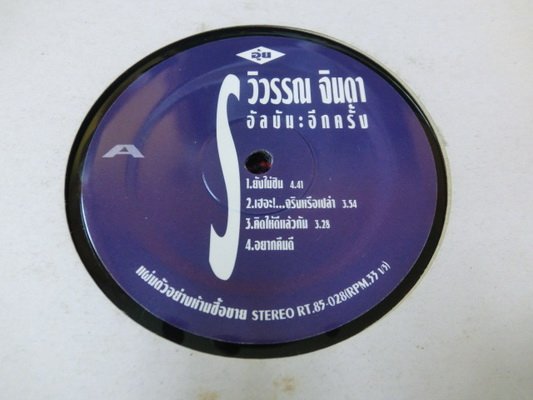 อุ่น
วิวรรณ จินดา
อัลบัม:อีกครั้ง
A
S
1.ยังไม่ชิน 4.41
2.เฮอะ!...จริงหรือเปล่า 3.54
3.คิดให้ดีแล้วกัน 3.28
4.อยากคืนดี
แผ่นตัวอย่างห้ามซื้อขาย STEREO RT.85-028(RPM.33 1/3)